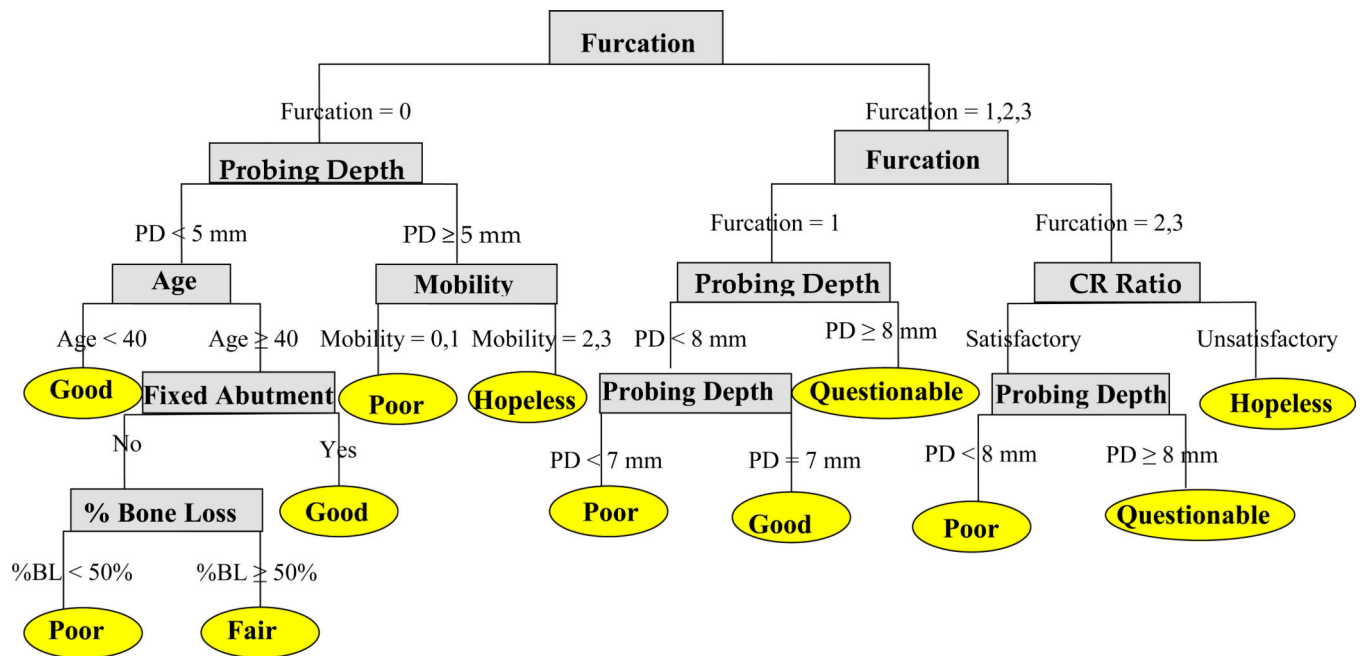 Furcation
Furcation = 0
Furcation = 1,2,3
Probing Depth
Furcation
PD < 5 mm
PD ≥ 5 mm
Furcation = 1
Furcation = 2,3
Age
Mobility
Probing Depth
CR Ratio
Age < 40
Age ≥ 40
Mobility = 0,1
Mobility = 2,3
PD < 8 mm
PD ≥ 8 mm
Satisfactory
Unsatisfactory
Good
Fixed Abutment
Poor
Hopeless
Probing Depth
Questionable
Probing Depth
Hopeless
No
Yes
PD < 7 mm
PD = 7 mm
PD < 8 mm
PD ≥ 8 mm
% Bone Loss
Good
Poor
Good
Poor
Questionable
%BL < 50%
%BL ≥ 50%
Poor
Fair